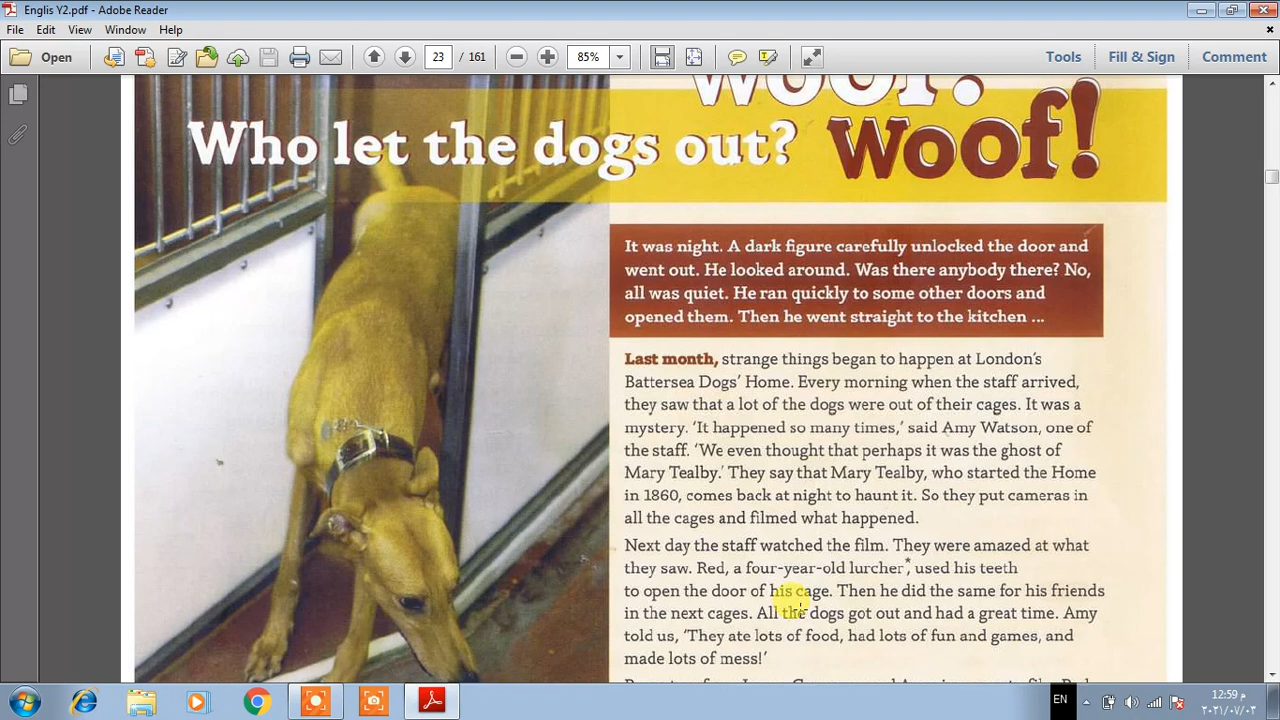 Englis Y2.pdf - Adobe Reader
File Edit View Window Help
Open 23 / 161 85% Tools Fill & Sign Comment
Woof!
Who let the dogs out? Woof!
It was night. A dark figure carefully unlocked the door and
went out. He looked around. Was there anybody there? No,
all was quiet. He ran quickly to some other doors and
opened them. Then he went straight to the kitchen ...
Last month, strange things began to happen at London's
Battersea Dogs' Home. Every morning when the staff arrived,
they saw that a lot of the dogs were out of their cages. It was a
mystery. 'It happened so many times,' said Amy Watson, one of
the staff. 'We even thought that perhaps it was the ghost of
Mary Tealby.' They say that Mary Tealby, who started the Home
in 1860, comes back at night to haunt it. So they put cameras in
all the cages and filmed what happened.
Next day the staff watched the film. They were amazed at what
they saw. Red, a four-year-old lurcher*, used his teeth
to open the door of his cage. Then he did the same for his friends
in the next cages. All the dogs got out and had a great time. Amy
told us, 'They ate lots of food, had lots of fun and games, and
made lots of mess!'
EN
12:59 م
٢٠٢١/٠٧/٠٣